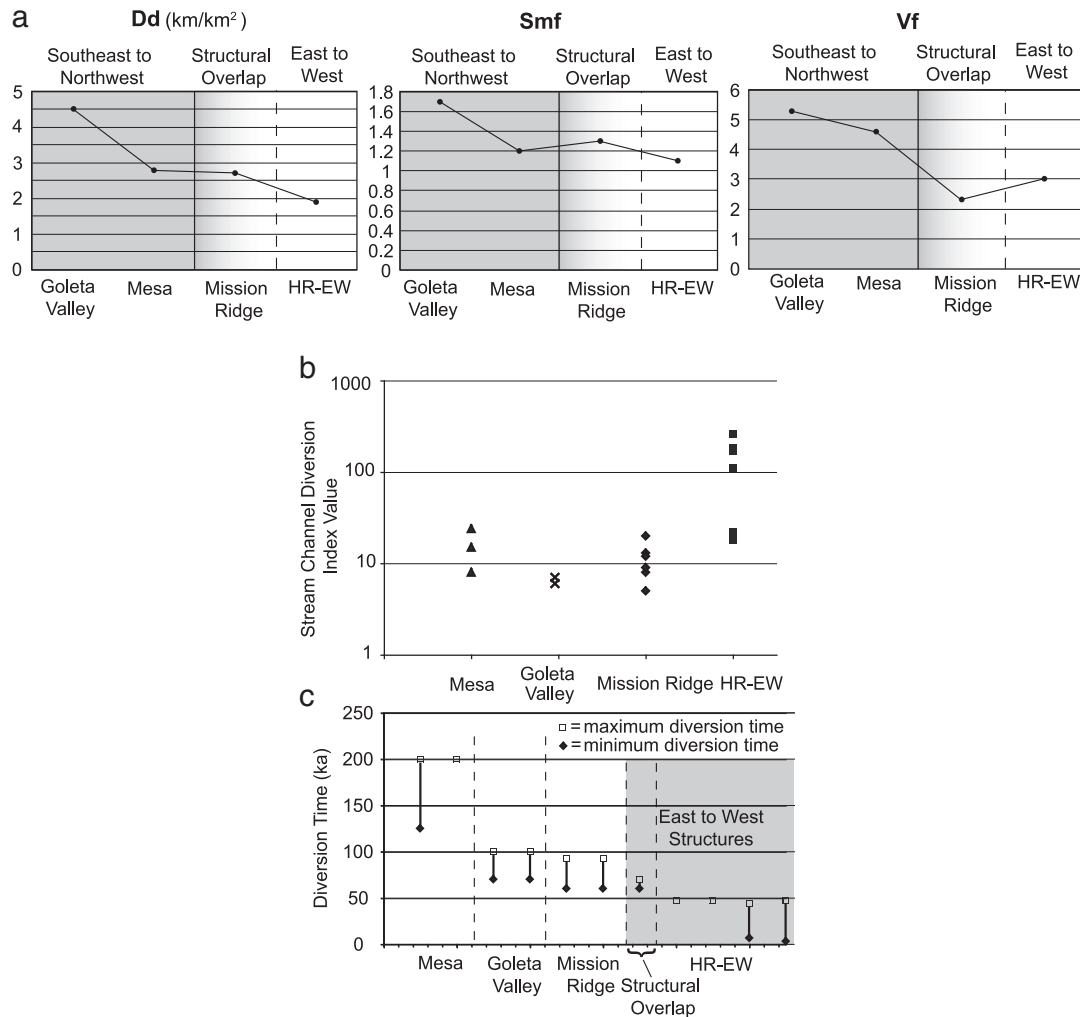 a
Dd (km/km²)
Southeast to
Northwest
Structural
Overlap
East to
West
5
4
3
2
1
0
Goleta
Valley
Mesa
Mission
Ridge
HR-EW
Smf
Southeast to
Northwest
Structural
Overlap
East to
West
1.8
1.6
1.4
1.2
1
0.8
0.6
0.4
0.2
0
Goleta
Valley
Mesa
Mission
Ridge
HR-EW
Vf
Southeast to
Northwest
Structural
Overlap
East to
West
6
5
4
3
2
1
0
Goleta
Valley
Mesa
Mission
Ridge
HR-EW
b
Stream Channel Diversion
Index Value
1000
100
10
1
Mesa
Goleta
Valley
Mission Ridge
HR-EW
c
Diversion Time (ka)
250
200
150
100
50
0
=maximum diversion time
=minimum diversion time
East to West
Structures
Mesa
Goleta
Valley
Mission
Ridge
Structural
Overlap
HR-EW